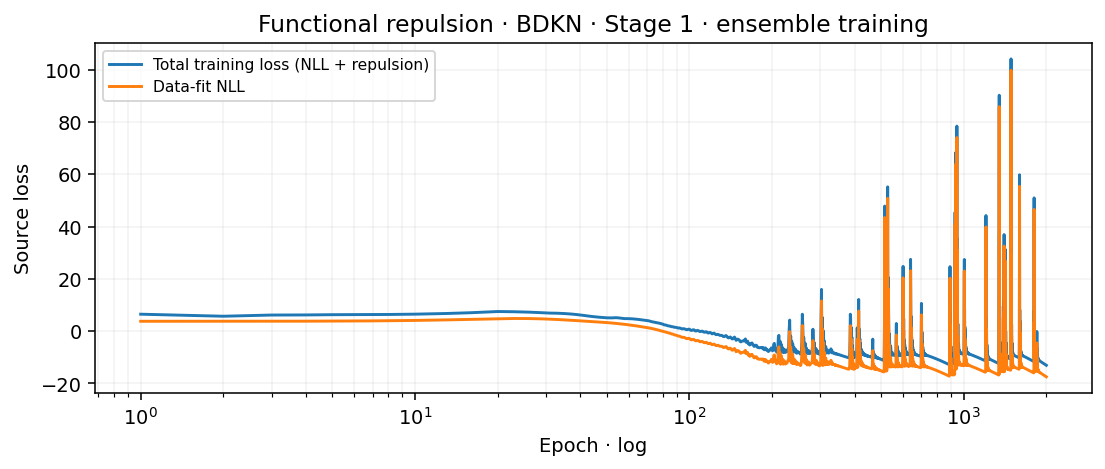 Functional repulsion · BDKN · Stage 1 · ensemble training
Total training loss (NLL + repulsion)
Data-fit NLL
Source loss
100
80
60
40
20
0
−20
10⁰
10¹
10²
10³
Epoch · log